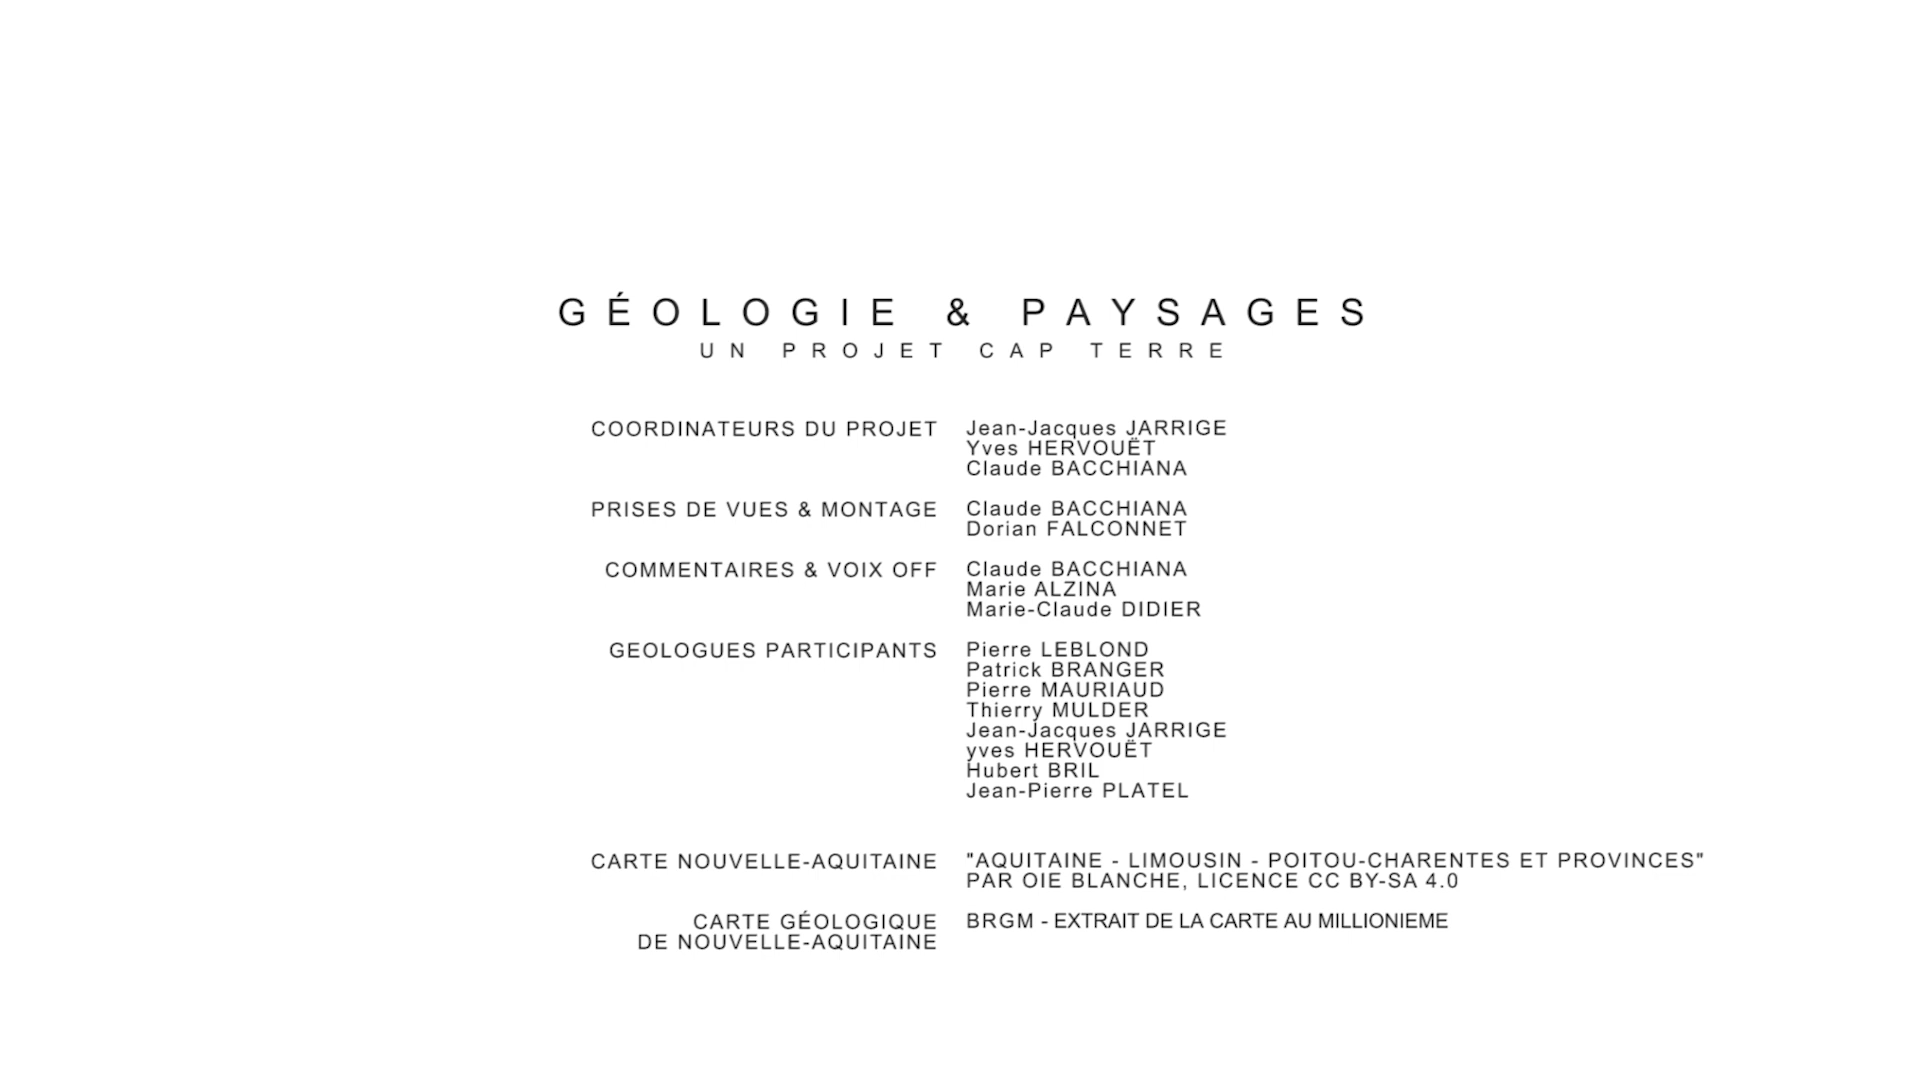 GÉOLOGIE & PAYSAGES
UN PROJET CAP TERRE
COORDINATEURS DU PROJET Jean-Jacques JARRIGE
Yves HERVOUËT
Claude BACCHIANA
PRISES DE VUES & MONTAGE Claude BACCHIANA
Dorian FALCONNET
COMMENTAIRES & VOIX OFF Claude BACCHIANA
Marie ALZINA
Marie-Claude DIDIER
GEOLOGUES PARTICIPANTS Pierre LEBLOND
Patrick BRANGER
Pierre MAURIAUD
Thierry MULDER
Jean-Jacques JARRIGE
yves HERVOUËT
Hubert BRIL
Jean-Pierre PLATEL
CARTE NOUVELLE-AQUITAINE "AQUITAINE - LIMOUSIN - POITOU-CHARENTES ET PROVINCES"
PAR OIE BLANCHE, LICENCE CC BY-SA 4.0
CARTE GÉOLOGIQUE BRGM - EXTRAIT DE LA CARTE AU MILLIONIEME
DE NOUVELLE-AQUITAINE